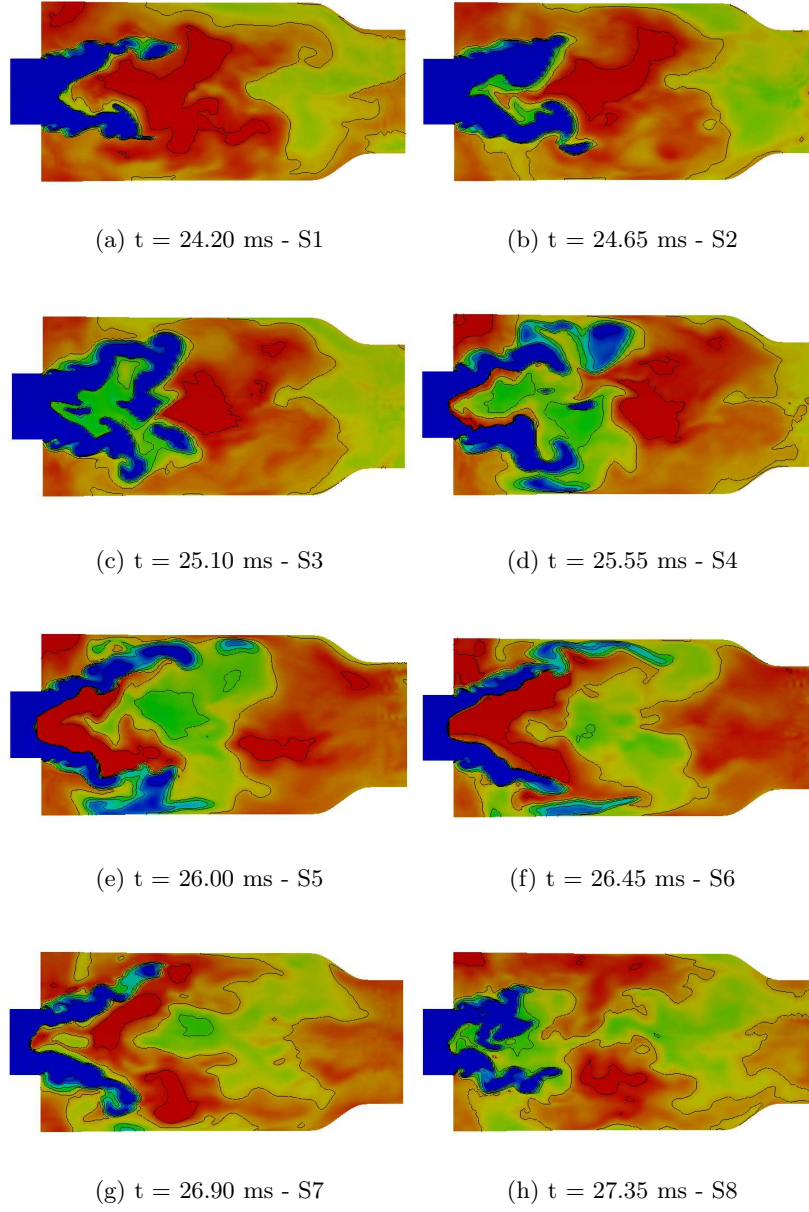 (a) t = 24.20 ms - S1
(b) t = 24.65 ms - S2
(c) t = 25.10 ms - S3
(d) t = 25.55 ms - S4
(e) t = 26.00 ms - S5
(f) t = 26.45 ms - S6
(g) t = 26.90 ms - S7
(h) t = 27.35 ms - S8